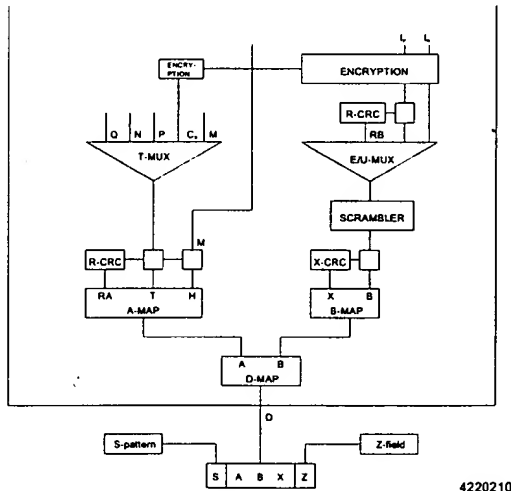 ENCRY-
PTION
ENCRYPTION
R-CRC
RB
Q N P C M
T-MUX
E/U-MUX
SCRAMBLER
M
R-CRC
X-CRC
RA T H
A-MAP
X B
B-MAP
A B
D-MAP
D
S-pattern
Z-field
S A B X Z
4220210